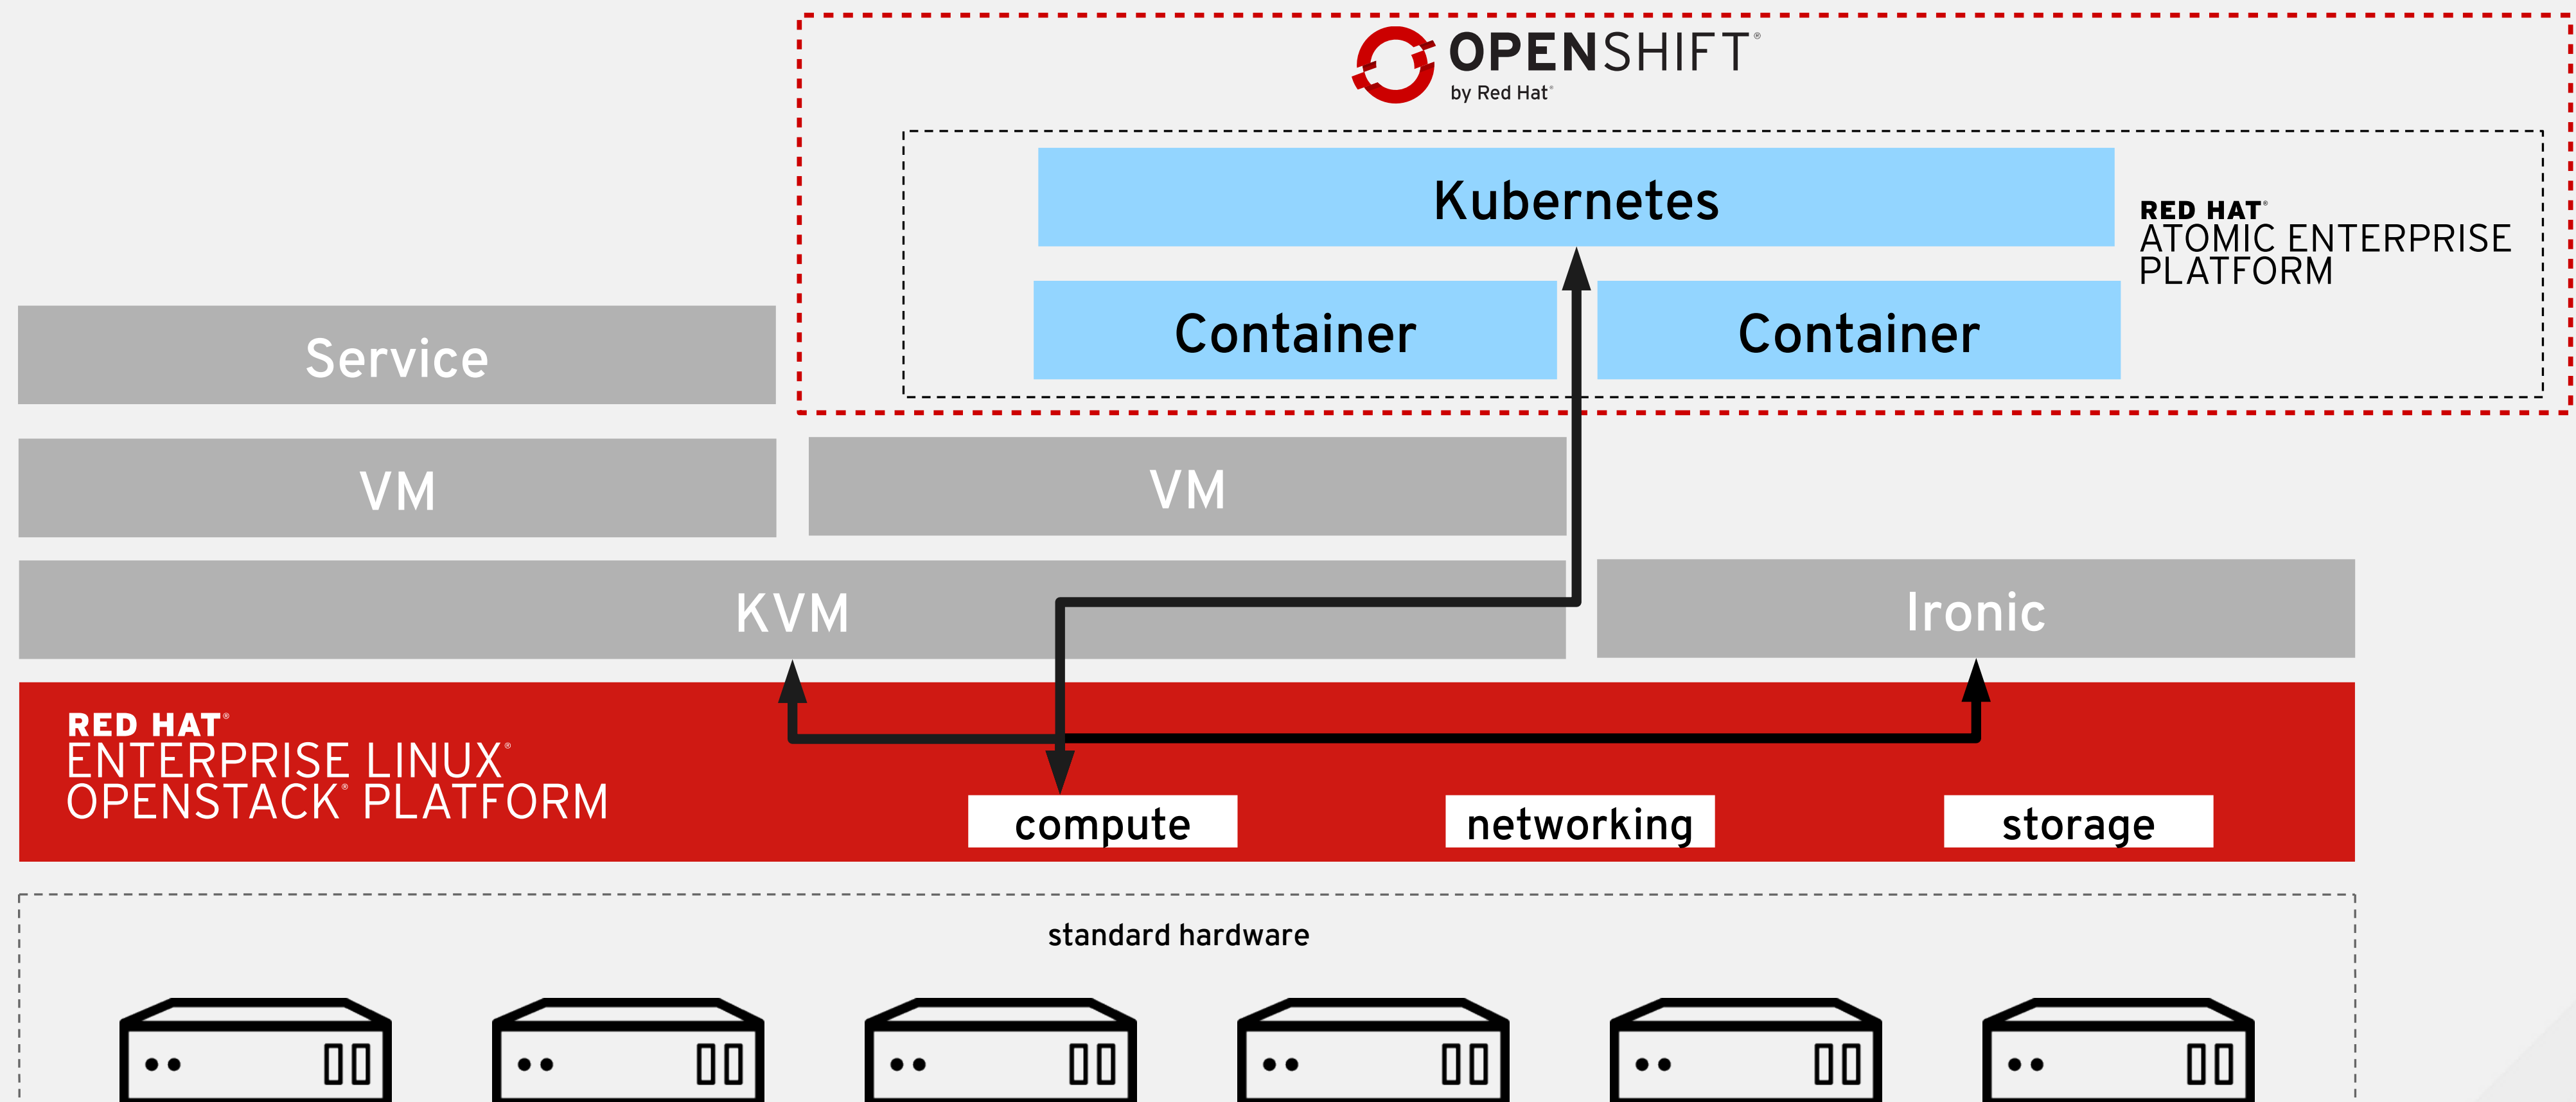 OPENSHIFT®
by Red Hat®
Kubernetes
RED HAT®
ATOMIC ENTERPRISE
PLATFORM
Container
Container
Service
VM
VM
KVM
Ironic
RED HAT®
ENTERPRISE LINUX®
OPENSTACK® PLATFORM
compute
networking
storage
standard hardware